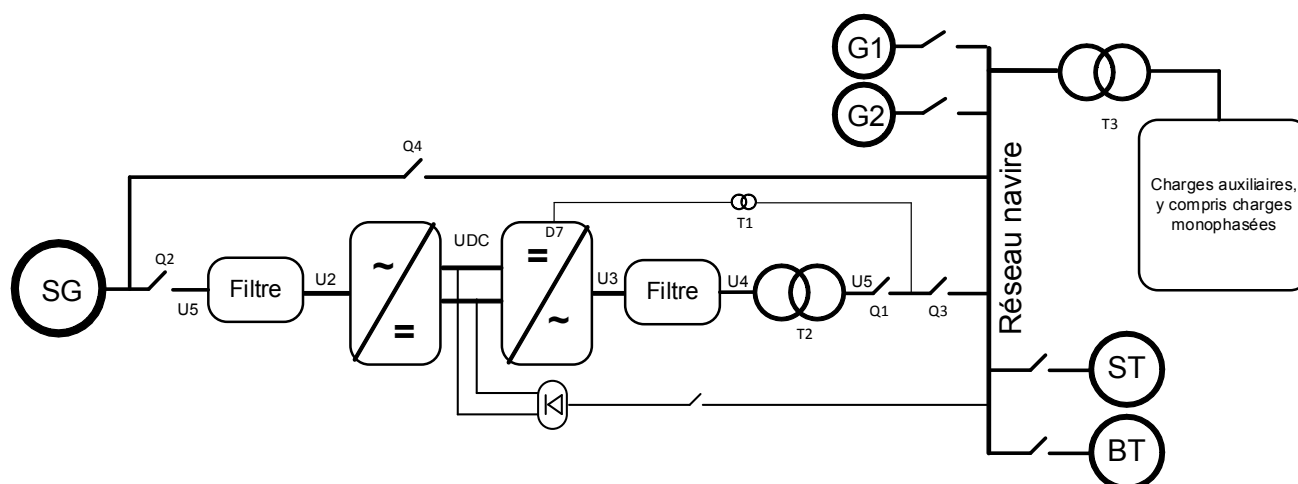 G1
G2
T3
Charges auxiliaires,
y compris charges
monophasées
Réseau navire
Q4
T1
D7
UDC
SG
Q2
U5
Filtre
U2
~
=
=
~
U3
Filtre
U4
T2
U5
Q1
Q3
ST
BT